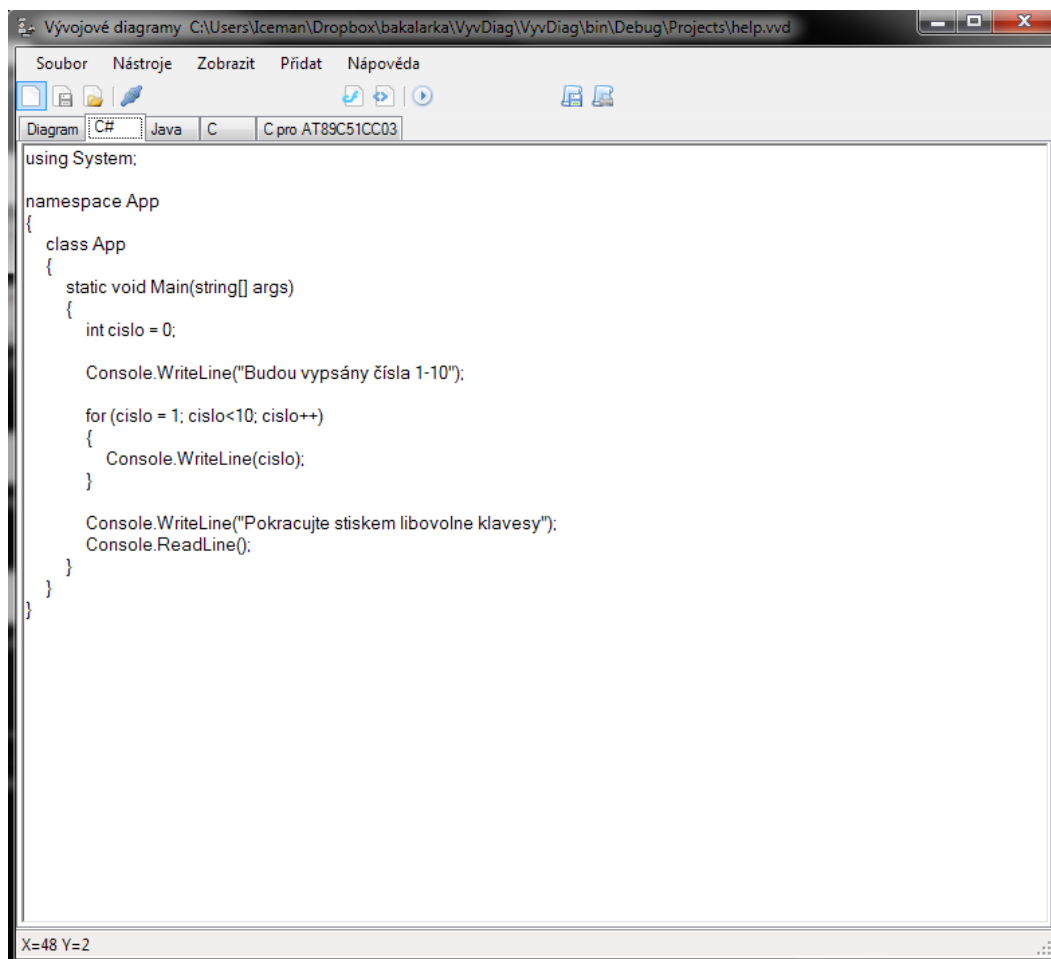 Vývojové diagramy C:\Users\Iceman\Dropbox\bakalarka\VyvDiag\VyvDiag\bin\Debug\Projects\help.vvd
Soubor Nástroje Zobrazit Přidat Nápověda
Diagram C# Java C C pro AT89C51CC03
using System;
namespace App
{
class App
{
static void Main(string[] args)
{
int cislo = 0;
Console.WriteLine("Budou vypsány čísla 1-10");
for (cislo = 1; cislo<10; cislo++)
{
Console.WriteLine(cislo);
}
Console.WriteLine("Pokracujte stiskem libovolne klavesy");
Console.ReadLine();
}
}
}
X=48 Y=2